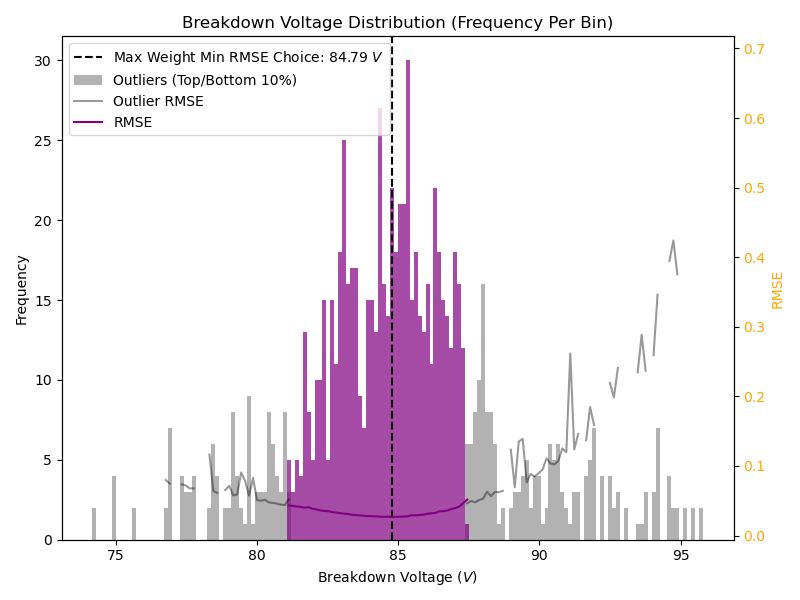 Breakdown Voltage Distribution (Frequency Per Bin)
Max Weight Min RMSE Choice: 84.79 V
Outliers (Top/Bottom 10%)
Outlier RMSE
RMSE
30
25
20
15
10
5
0
Frequency
0.7
0.6
0.5
0.4
0.3
0.2
0.1
0.0
RMSE
75 80 85 90 95
Breakdown Voltage (V)